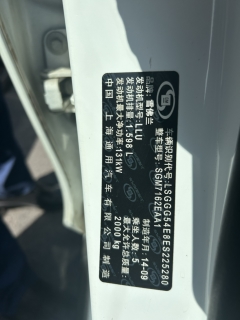 车辆识别代号:LSGGG54E8ES225280
整车型号:SGM7162EAA1
品牌:雪佛兰 制造年月:14-09
发动机型号:LLU 乘坐人数:5
发动机排量:1.598 L 最大允许总质量:
发动机最大净功率:131kW 2000 kg
中国 上海通用汽车有限公司